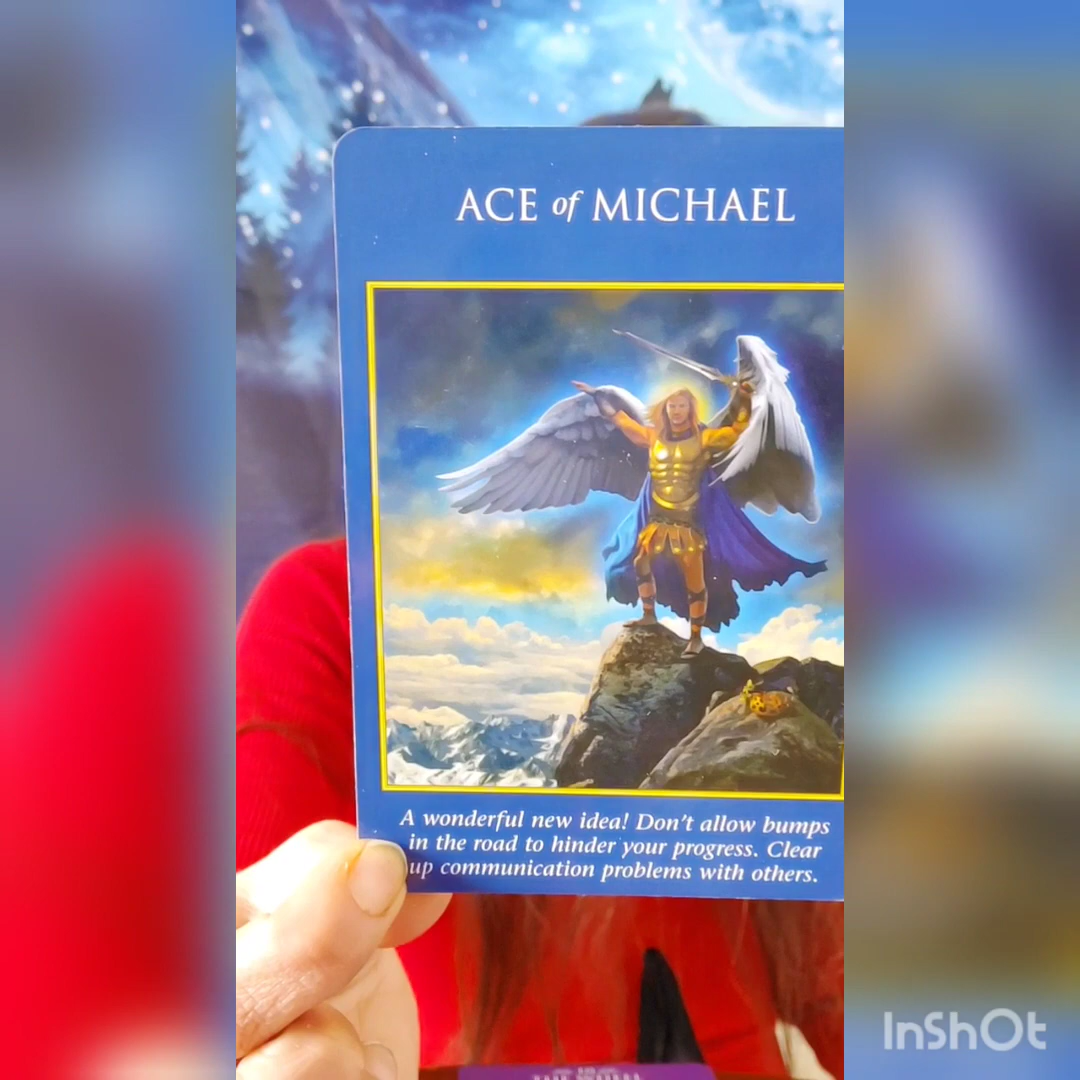 ACE of MICHAEL
A wonderful new idea! Don't allow bumps
in the road to hinder your progress. Clear
up communication problems with others.
InShOt